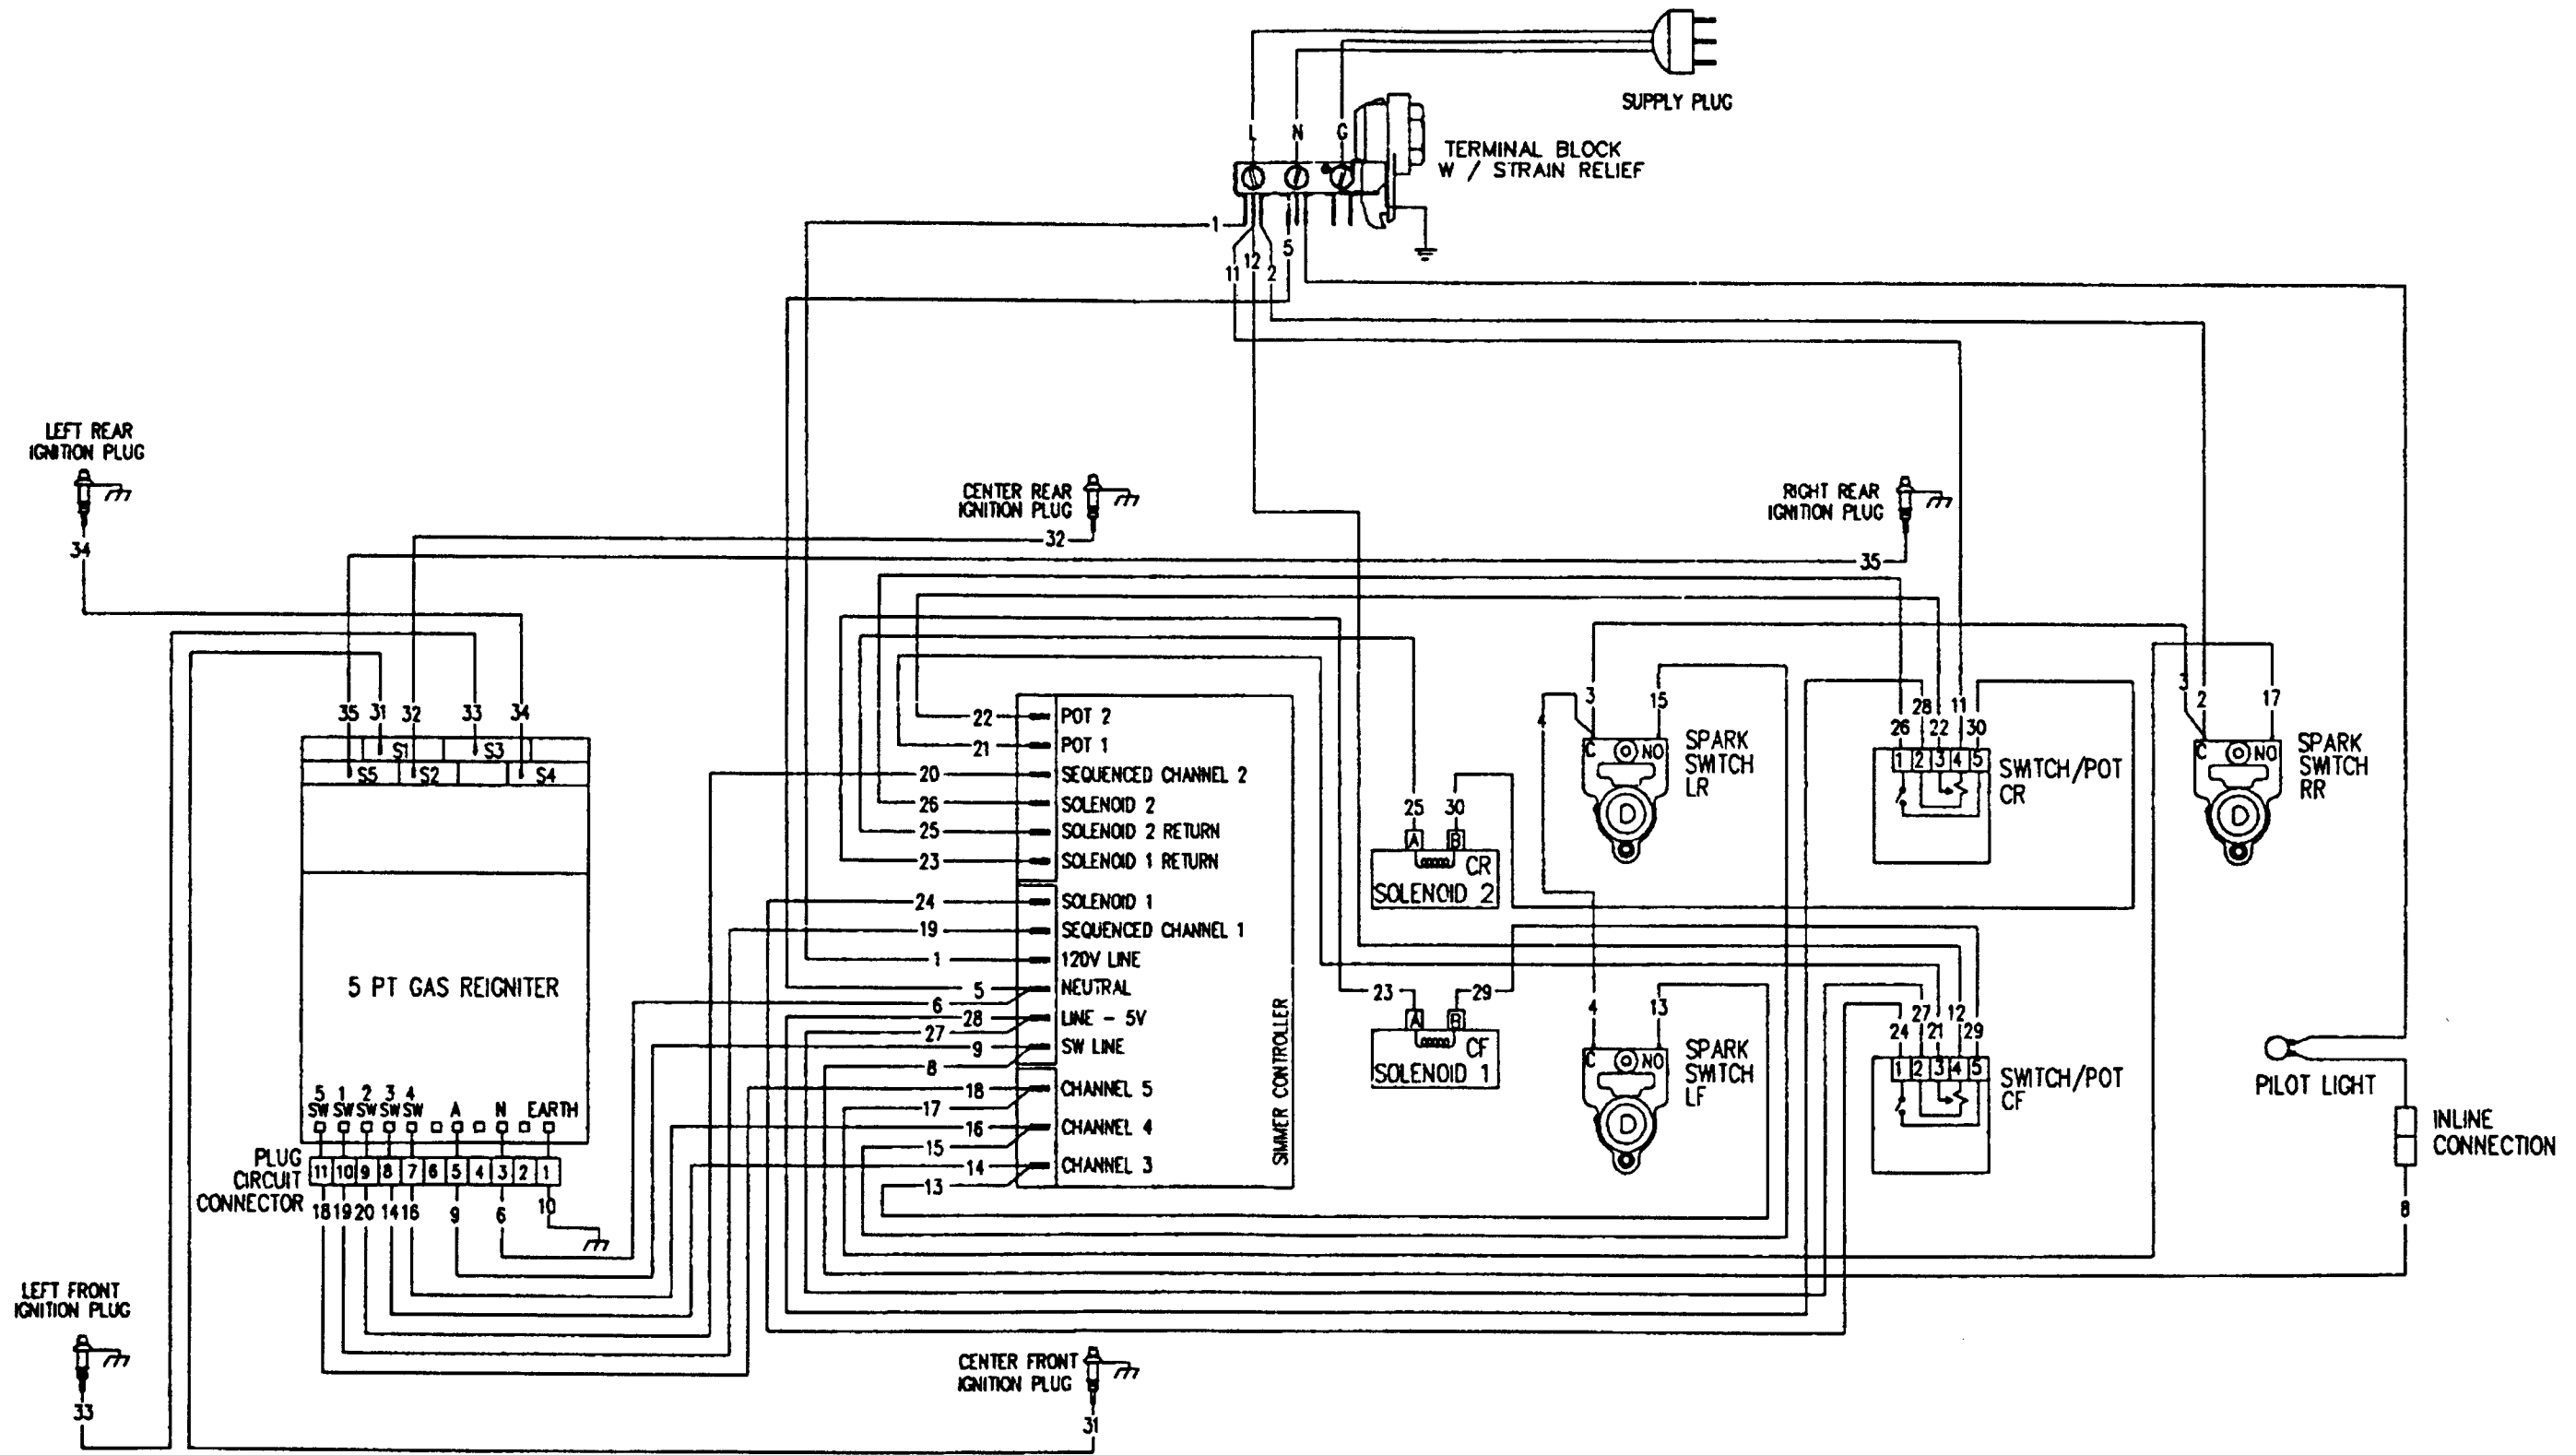 SUPPLY PLUG
L N G
TERMINAL BLOCK
W / STRAIN RELIEF
1
11 12 2 5
LEFT REAR
IGNITION PLUG
34
CENTER REAR
IGNITION PLUG
32
RIGHT REAR
IGNITION PLUG
35
35 31 32 33 34
S1 S3
S5 S2 S4
5 PT GAS REIGNITER
5 1 2 3 4
SW SW SW SW SW A N EARTH
PLUG
CIRCUIT
CONNECTOR
11 10 9 8 7 6 5 4 3 2 1
18 19 20 14 16 9 6 10
LEFT FRONT
IGNITION PLUG
33
CENTER FRONT
IGNITION PLUG
31
22 POT 2
21 POT 1
20 SEQUENCED CHANNEL 2
26 SOLENOID 2
25 SOLENOID 2 RETURN
23 SOLENOID 1 RETURN
24 SOLENOID 1
19 SEQUENCED CHANNEL 1
1 120V LINE
5 NEUTRAL
6
28 LINE - 5V
27
9 SW LINE
8
18 CHANNEL 5
17
16 CHANNEL 4
15
14 CHANNEL 3
13
SIMMER CONTROLLER
25 30
A B
CR
SOLENOID 2
23 29
A B
CF
SOLENOID 1
4 3 15
C NO
SPARK
SWITCH
LR
D
4 13
C NO
SPARK
SWITCH
LF
D
26 28 22 11 30
1 2 3 4 5
SWITCH/POT
CR
24 27 21 12 29
1 2 3 4 5
SWITCH/POT
CF
3 2 17
C NO
SPARK
SWITCH
RR
D
PILOT LIGHT
INLINE
CONNECTION
8